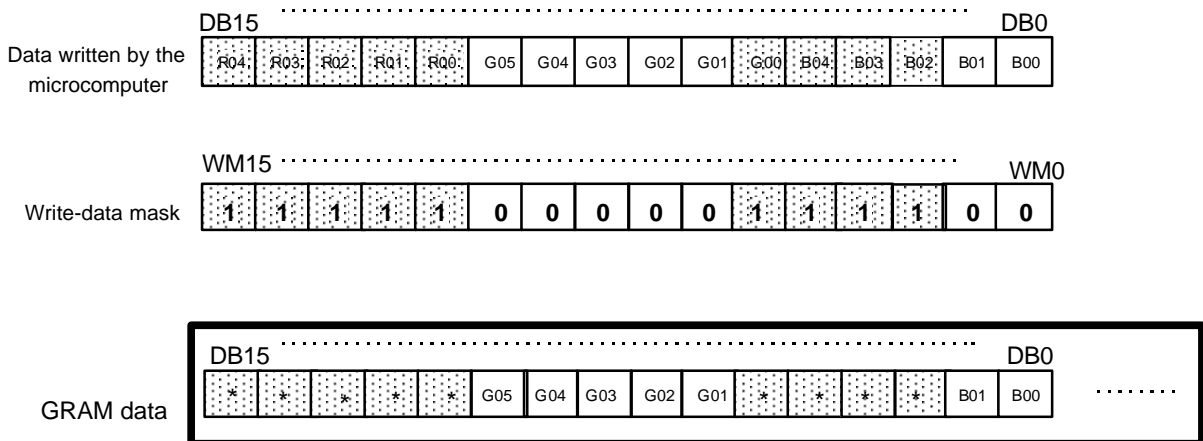 DB15 DB0
Data written by the
microcomputer
R04 R03 R02 R01 R00 G05 G04 G03 G02 G01 G00 B04 B03 B02 B01 B00
WM15 WM0
Write-data mask
1 1 1 1 1 0 0 0 0 0 1 1 1 1 0 0
DB15 DB0
GRAM data
* * * * * G05 G04 G03 G02 G01 * * * * B01 B00